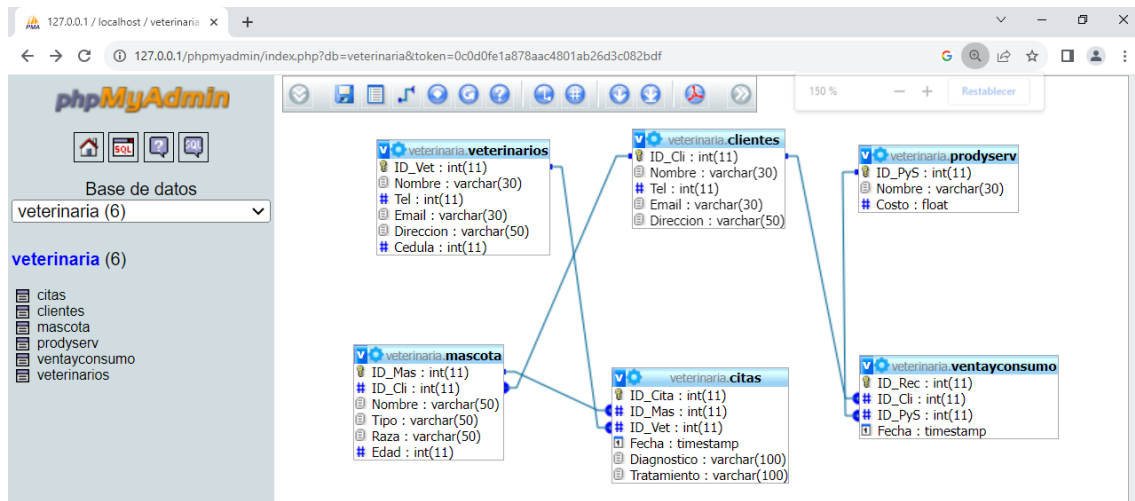 127.0.0.1 / localhost / veterinaria
127.0.0.1/phpmyadmin/index.php?db=veterinaria&token=0c0d0fe1a878aac4801ab26d3c082bdf
phpMyAdmin
SQL
SQL
Base de datos
veterinaria (6)
veterinaria (6)
citas
clientes
mascota
prodyserv
ventayconsumo
veterinarios
150 %
Restablecer
veterinaria.veterinarios
ID_Vet : int(11)
Nombre : varchar(30)
Tel : int(11)
Email : varchar(30)
Direccion : varchar(50)
Cedula : int(11)
veterinaria.clientes
ID_Cli : int(11)
Nombre : varchar(30)
Tel : int(11)
Email : varchar(30)
Direccion : varchar(50)
veterinaria.prodyserv
ID_PyS : int(11)
Nombre : varchar(30)
Costo : float
veterinaria.mascota
ID_Mas : int(11)
ID_Cli : int(11)
Nombre : varchar(50)
Tipo : varchar(50)
Raza : varchar(50)
Edad : int(11)
veterinaria.citas
ID_Cita : int(11)
ID_Mas : int(11)
ID_Vet : int(11)
Fecha : timestamp
Diagnostico : varchar(100)
Tratamiento : varchar(100)
veterinaria.ventayconsumo
ID_Rec : int(11)
ID_Cli : int(11)
ID_PyS : int(11)
Fecha : timestamp